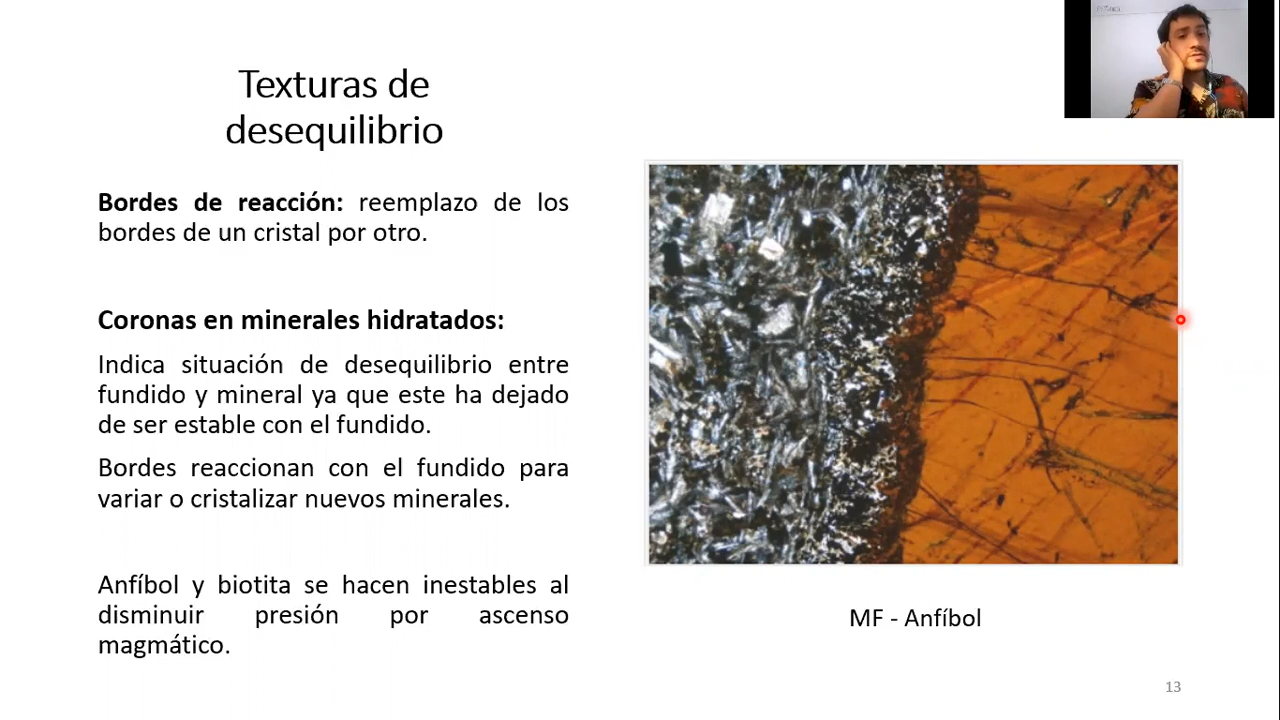 Texturas de
desequilibrio
Bordes de reacción: reemplazo de los
bordes de un cristal por otro.
Coronas en minerales hidratados:
Indica situación de desequilibrio entre
fundido y mineral ya que este ha dejado
de ser estable con el fundido.
Bordes reaccionan con el fundido para
variar o cristalizar nuevos minerales.
Anfíbol y biotita se hacen inestables al
disminuir presión por ascenso
magmático.
MF - Anfíbol
13